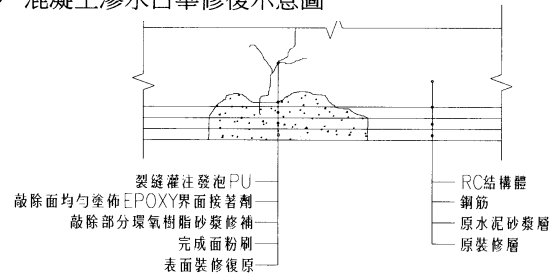 混凝土滲水白華修復示意圖
裂縫灌注發泡PU
敲除面均勻塗佈EPOXY界面接著劑
敲除部分環氧樹脂砂漿修補
完成面粉刷
表面裝修復原
RC結構體
鋼筋
原水泥砂漿層
原裝修層